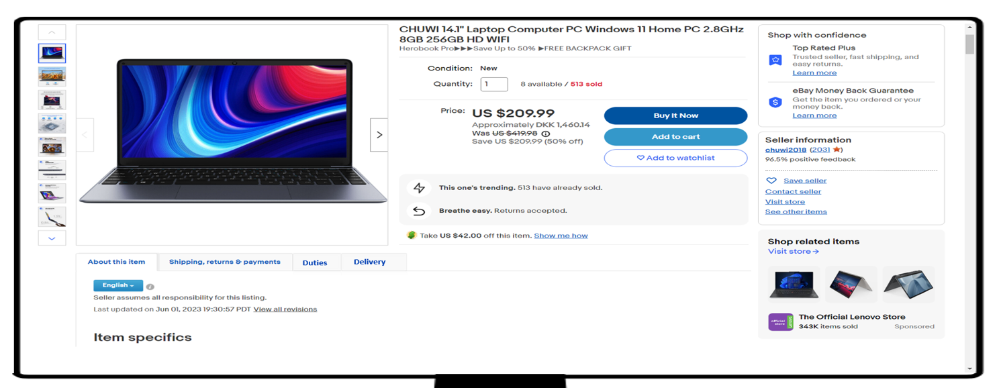 CHUWI 14.1" Laptop Computer PC Windows 11 Home PC 2.8GHz
8GB 256GB HD WIFI
Herobook Pro▶▶▶Save Up to 50% ▶FREE BACKPACK GIFT
Condition: New
Quantity: 1 8 available / 513 sold
Price: US $209.99
Approximately DKK 1,460.14
Was US $419.98
Save US $209.99 (50% off)
Buy It Now
Add to cart
Add to watchlist
This one's trending. 513 have already sold.
Breathe easy. Returns accepted.
Take US $42.00 off this item. Show me how
Shop with confidence
Top Rated Plus
Trusted seller, fast shipping, and
easy returns.
Learn more
eBay Money Back Guarantee
Get the item you ordered or your
money back.
Learn more
Seller information
chuwi2018 (2031 ★)
96.5% positive feedback
Save seller
Contact seller
Visit store
See other items
Shop related items
Visit store →
official
store
Lenovo
The Official Lenovo Store
343K items sold Sponsored
About this item Shipping, returns & payments Duties Delivery
English
Seller assumes all responsibility for this listing.
Last updated on Jun 01, 2023 19:30:57 PDT View all revisions
Item specifics